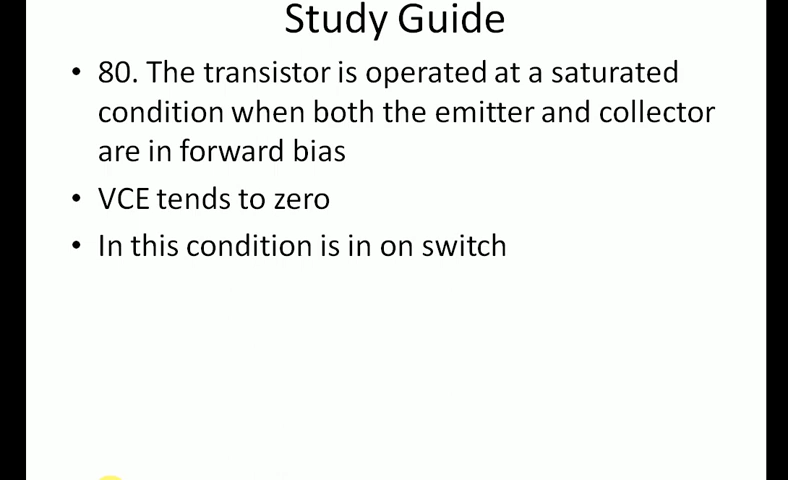 Study Guide
• 80. The transistor is operated at a saturated
condition when both the emitter and collector
are in forward bias
• VCE tends to zero
• In this condition is in on switch